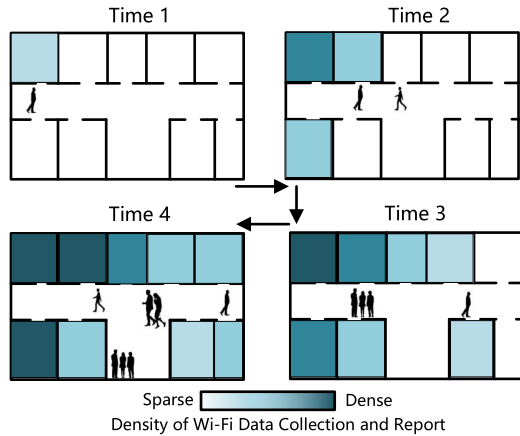 Time 1
Time 2
Time 4
Time 3
Sparse
Dense
Density of Wi-Fi Data Collection and Report